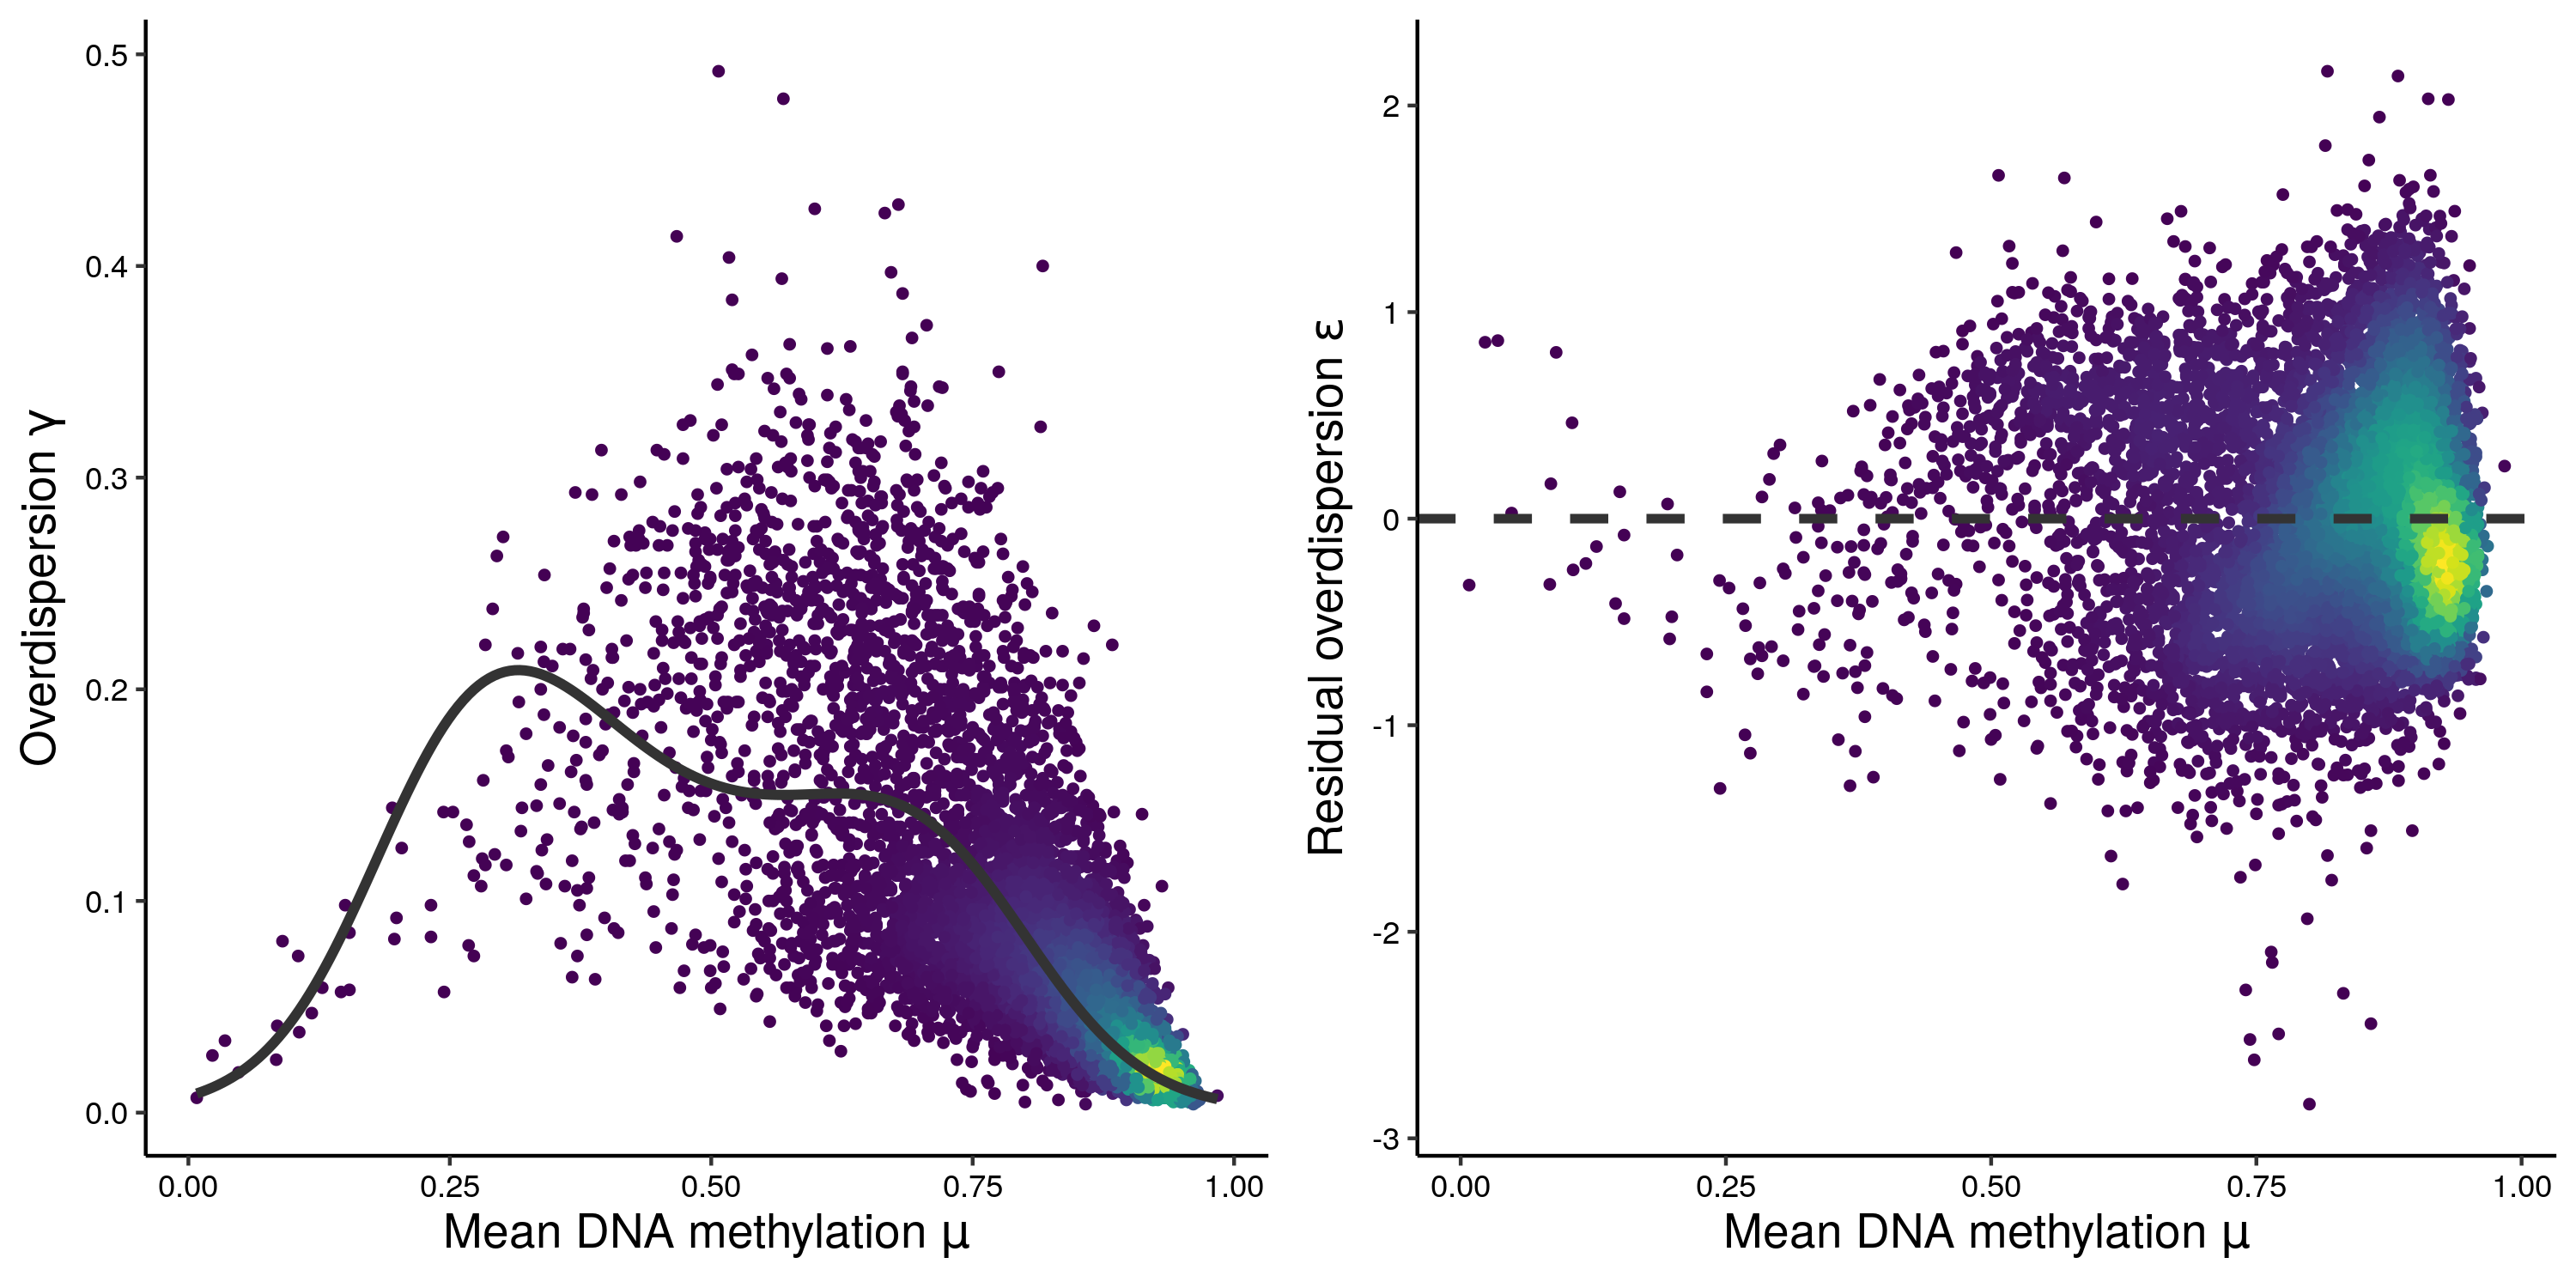 Overdispersion γ
0.5
0.4
0.3
0.2
0.1
0.0
0.00 0.25 0.50 0.75 1.00
Mean DNA methylation μ
Residual overdispersion ε
2
1
0
-1
-2
-3
0.00 0.25 0.50 0.75 1.00
Mean DNA methylation μ